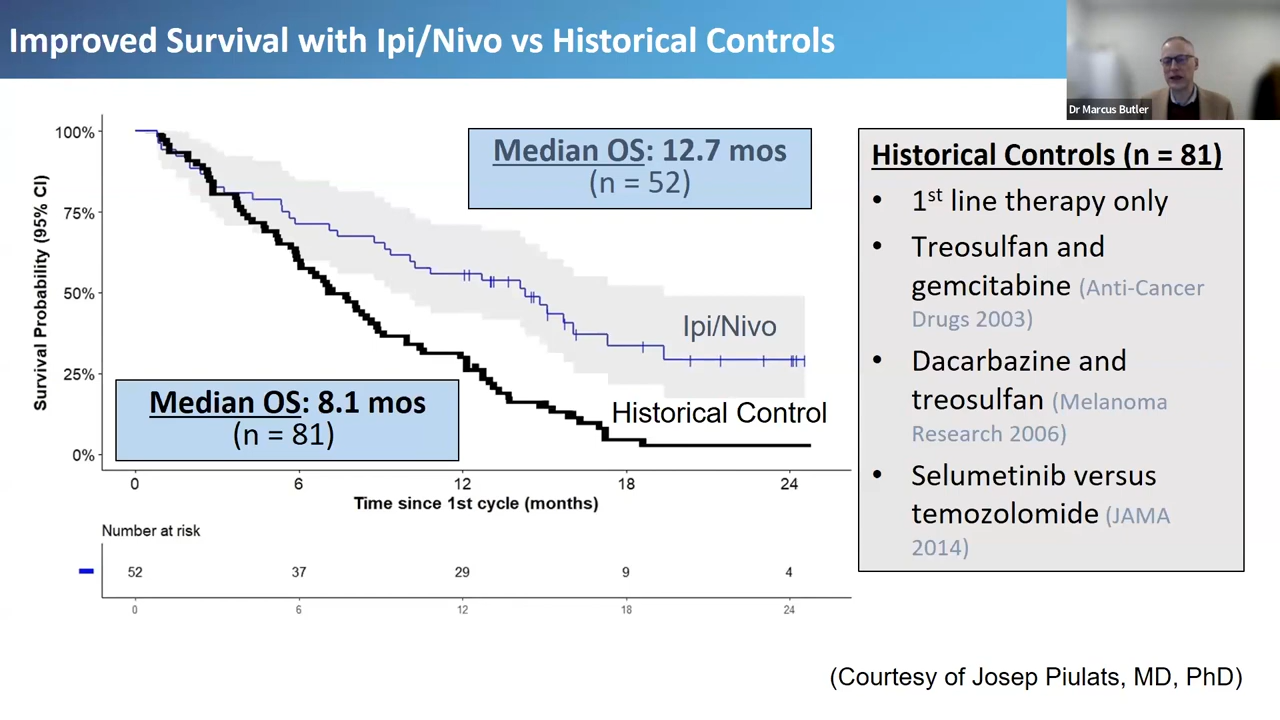 Improved Survival with Ipi/Nivo vs Historical Controls
Dr Marcus Butler
Survival Probability (95% CI)
100%
75%
50%
25%
0%
Median OS: 12.7 mos
(n = 52)
Ipi/Nivo
Historical Control
Median OS: 8.1 mos
(n = 81)
0 6 12 18 24
Time since 1st cycle (months)
Number at risk
52 37 29 9 4
0 6 12 18 24
Historical Controls (n = 81)
• 1st line therapy only
• Treosulfan and
gemcitabine (Anti-Cancer
Drugs 2003)
• Dacarbazine and
treosulfan (Melanoma
Research 2006)
• Selumetinib versus
temozolomide (JAMA
2014)
(Courtesy of Josep Piulats, MD, PhD)